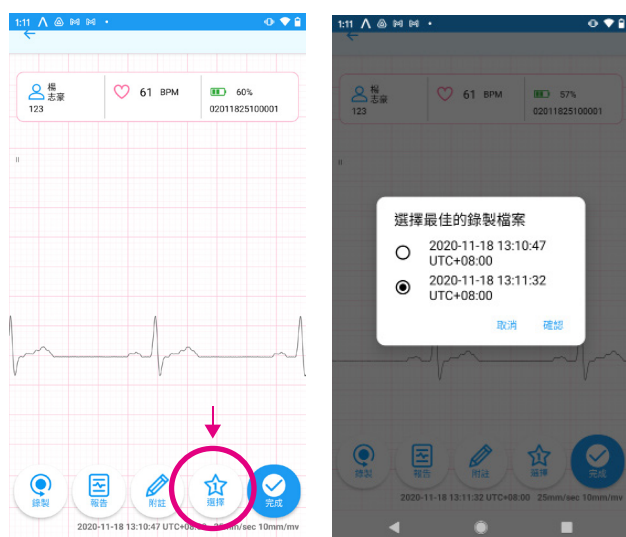 1:11
楊
志豪
123
61 BPM
60%
02011825100001
II
錄製
報告
附註
1
選擇
完成
2020-11-18 13:10:47 UTC+08:00 25mm/sec 10mm/mv
1:11
楊
志豪
123
61 BPM
57%
02011825100001
II
選擇最佳的錄製檔案
2020-11-18 13:10:47
UTC+08:00
2020-11-18 13:11:32
UTC+08:00
取消 確認
錄製
報告
附註
1
選擇
完成
2020-11-18 13:11:32 UTC+08:00 25mm/sec 10mm/mv